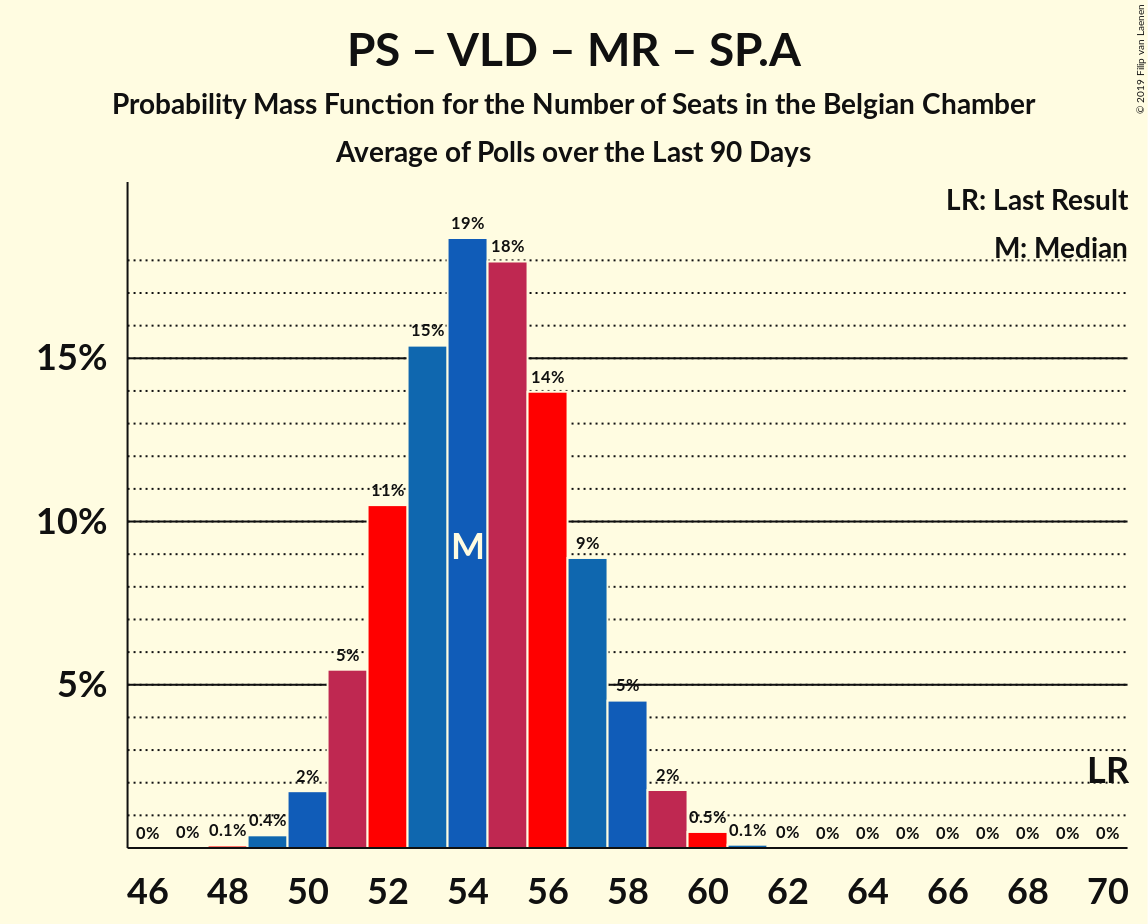 PS – VLD – MR – SP.A
Probability Mass Function for the Number of Seats in the Belgian Chamber
Average of Polls over the Last 90 Days
© 2019 Filip van Laenen
LR: Last Result
M: Median
15%
10%
5%
0% 0% 0.1% 0.4% 2% 5% 11% 15% 19% 18% 14% 9% 5% 2% 0.5% 0.1% 0% 0% 0% 0% 0% 0% 0% 0% 0%
M
LR
46 48 50 52 54 56 58 60 62 64 66 68 70